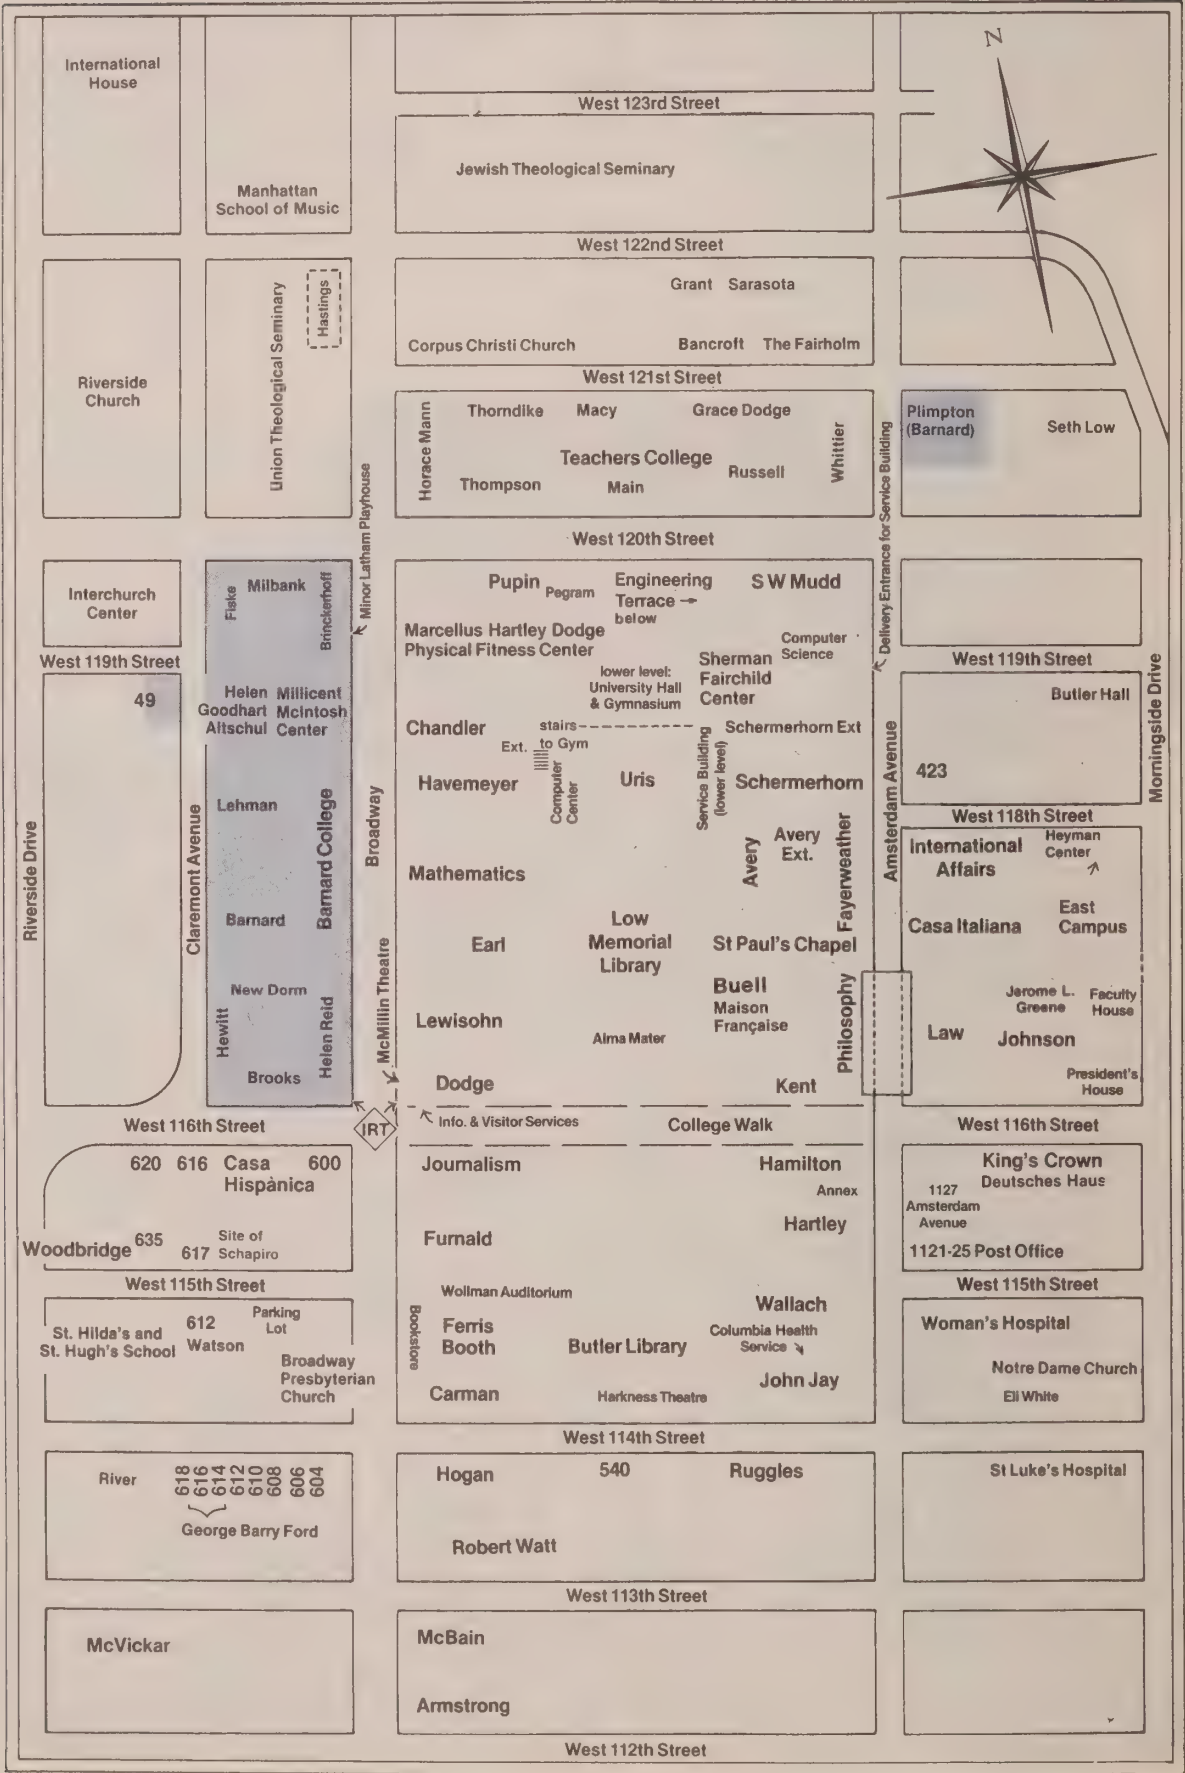 N
International
House
West 123rd Street
Jewish Theological Seminary
Manhattan
School of Music
West 122nd Street
Grant Sarasota
Hastings
Union Theological Seminary
Corpus Christi Church
Bancroft The Fairholm
West 121st Street
Riverside
Church
Horace Mann
Thorndike Macy Grace Dodge
Teachers College
Thompson Main Russell
Whittier
Plimpton
(Barnard)
Seth Low
Delivery Entrance for Service Building
Minor Latham Playhouse
West 120th Street
Interchurch
Center
Fiske
Milbank
Brinckerhoff
Pupin
Pegram
Engineering
Terrace →
below
S W Mudd
Marcellus Hartley Dodge
Physical Fitness Center
Computer
Science
Sherman
Fairchild
Center
lower level:
University Hall
& Gymnasium
West 119th Street
West 119th Street
49
Helen
Goodhart
Altschul
Millicent
McIntosh
Center
Butler Hall
423
Morningside Drive
Chandler
Ext.
stairs
to Gym
Schermerhorn Ext
Havemeyer
Computer
Center
Uris
Service Building
(lower level)
Schermerhorn
Amsterdam Avenue
West 118th Street
Riverside Drive
Claremont Avenue
Lehman
Barnard College
Broadway
Mathematics
Avery
Avery
Ext.
Fayerweather
International
Affairs
Heyman
Center
Barnard
Earl
Low
Memorial
Library
St Paul's Chapel
Casa Italiana
East
Campus
New Dorm
Hewitt
Helen Reid
Brooks
McMillin Theatre
Lewisohn
Alma Mater
Buell
Maison
Française
Philosophy
Jerome L.
Greene
Faculty
House
Law
Johnson
President's
House
Dodge
Kent
West 116th Street
IRT
Info. & Visitor Services
College Walk
West 116th Street
620 616 Casa
Hispànica
600
Journalism
Hamilton
Annex
King's Crown
Deutsches Haus
1127
Amsterdam
Avenue
Woodbridge
635
617
Site of
Schapiro
Furnald
Hartley
1121-25 Post Office
West 115th Street
West 115th Street
Wollman Auditorium
Wallach
St. Hilda's and
St. Hugh's School
612
Watson
Parking
Lot
Broadway
Presbyterian
Church
Bookstore
Ferris
Booth
Butler Library
Columbia Health
Service
John Jay
Woman's Hospital
Notre Dame Church
Eli White
Carman
Harkness Theatre
West 114th Street
River
618
616
614
612
610
608
606
604
George Barry Ford
Hogan
540
Ruggles
St Luke's Hospital
Robert Watt
West 113th Street
McVickar
McBain
Armstrong
West 112th Street